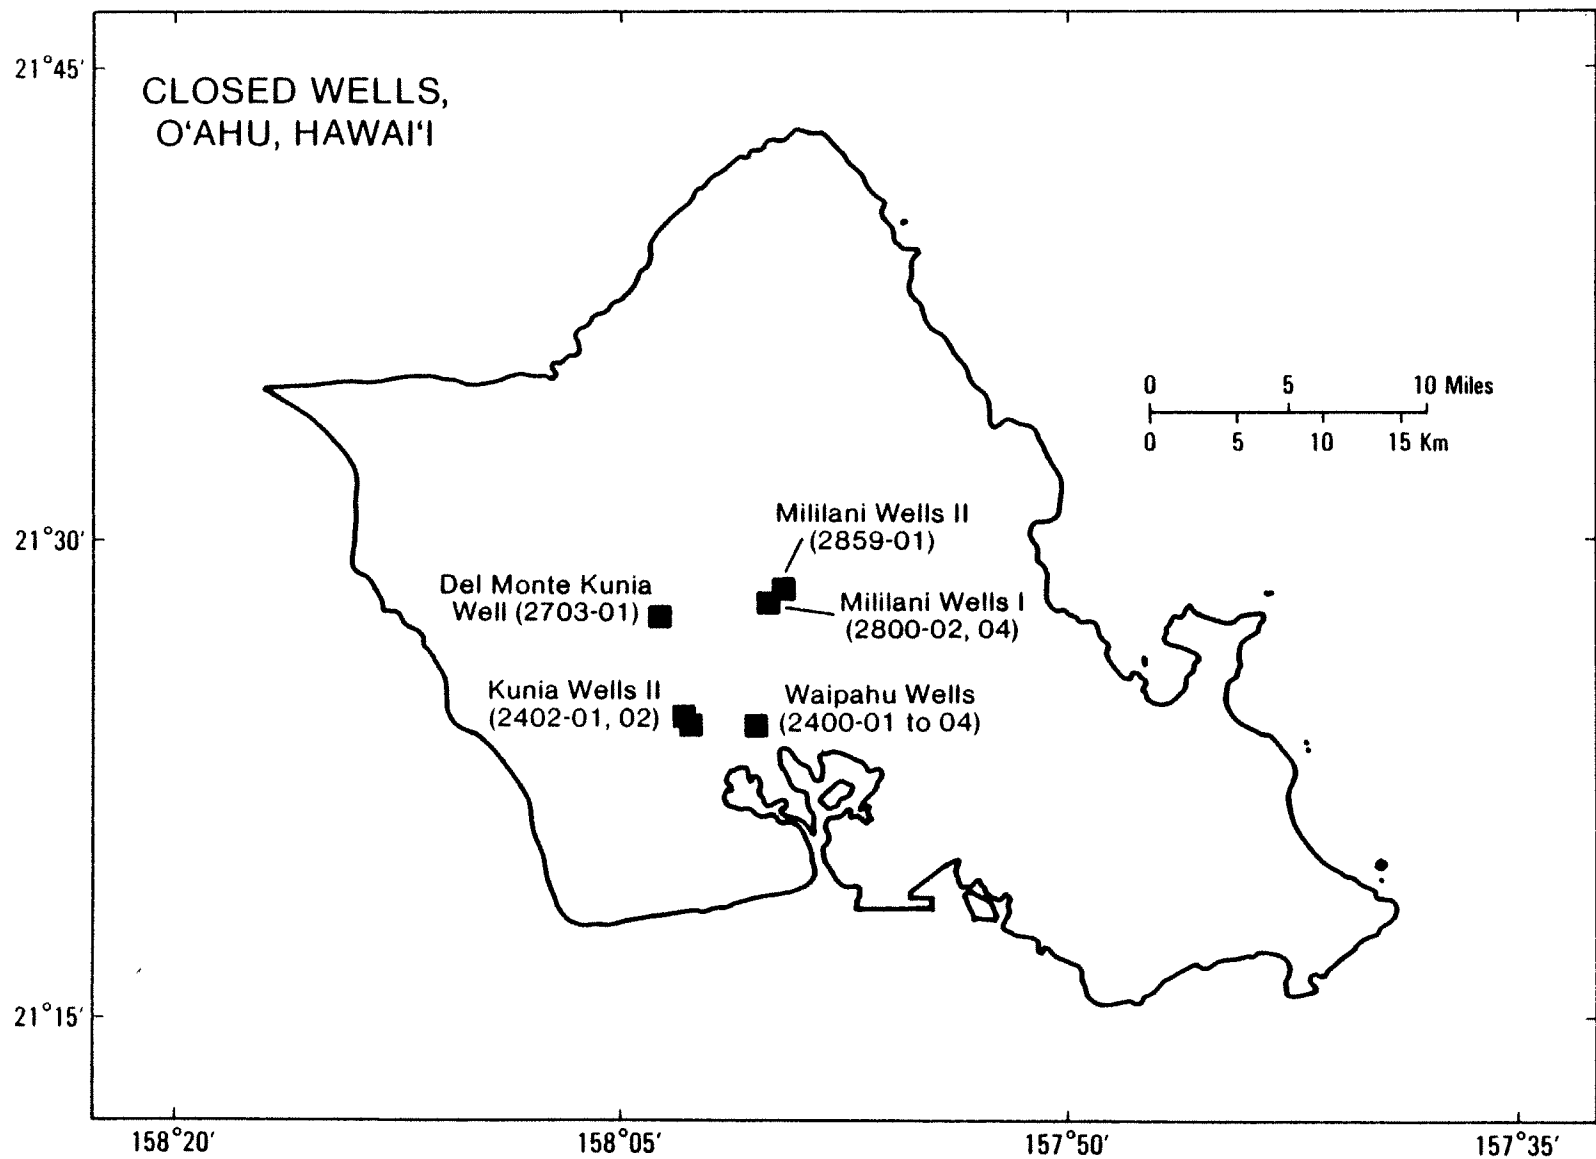 CLOSED WELLS,
OʻAHU, HAWAIʻI
21°45′
0 5 10 Miles
0 5 10 15 Km
21°30′
Mililani Wells II
(2859-01)
Del Monte Kunia
Well (2703-01)
Mililani Wells I
(2800-02, 04)
Kunia Wells II
(2402-01, 02)
Waipahu Wells
(2400-01 to 04)
21°15′
158°20′ 158°05′ 157°50′ 157°35′